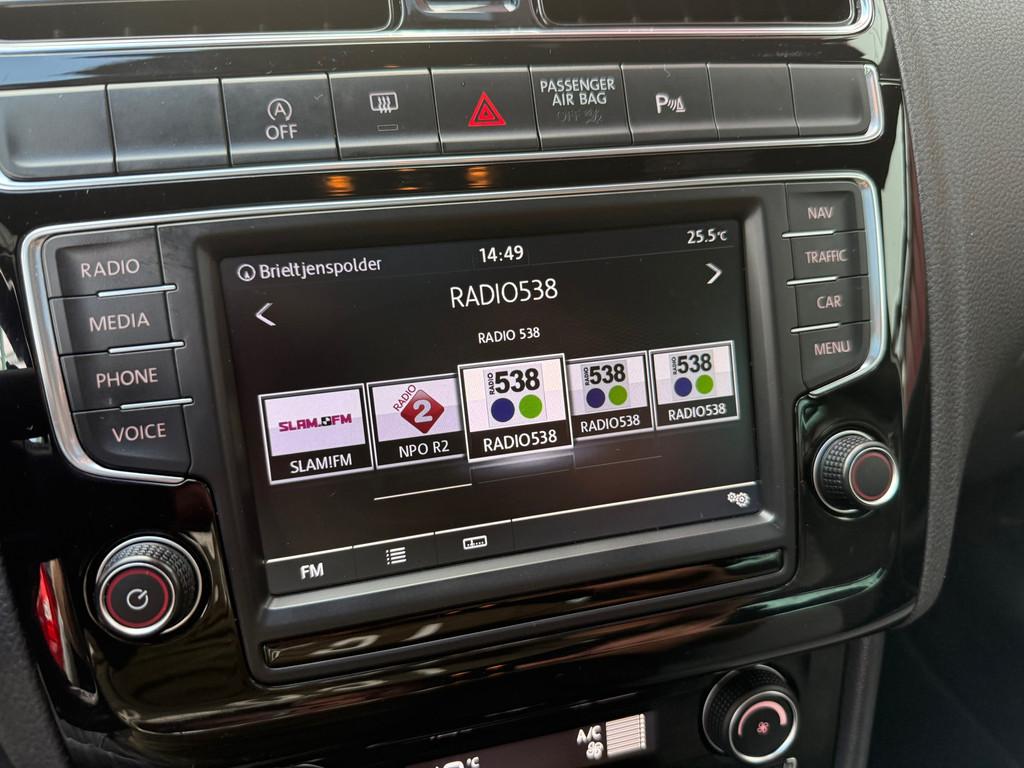 A
OFF
PASSENGER
AIR BAG
OFF
P
RADIO
MEDIA
PHONE
VOICE
NAV
TRAFFIC
CAR
MENU
Brieltjenspolder
14:49
25.5°C
RADIO538
RADIO 538
SLAM!FM
SLAM!FM
RADIO
2
NPO R2
RADIO
538
RADIO538
RADIO
538
RADIO538
RADIO
538
RADIO538
FM
°C
A/C